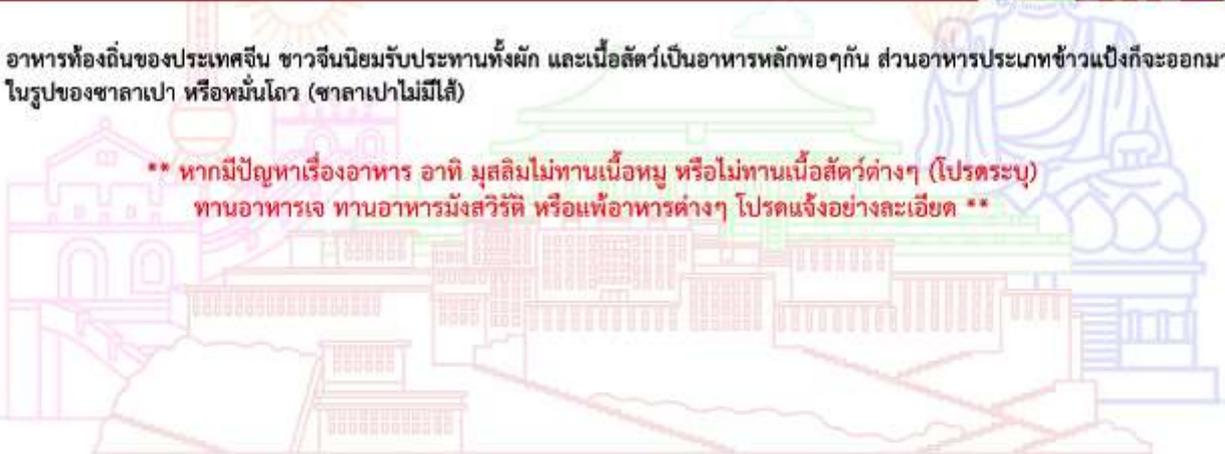 อาหารท้องถิ่นของประเทศจีน ชาวจีนนิยมรับประทานทั้งผัก และเนื้อสัตว์เป็นอาหารหลักพอๆกัน ส่วนอาหารประเภทข้าวแป้งก็จะออกมา
ในรูปของซาลาเปา หรือหมั่นโถว (ซาลาเปาไม่มีไส้)
** หากมีปัญหาเรื่องอาหาร อาทิ มุสลิมไม่ทานเนื้อหมู หรือไม่ทานเนื้อสัตว์ต่างๆ (โปรดระบุ)
ทานอาหารเจ ทานอาหารมังสวิรัติ หรือแพ้อาหารต่างๆ โปรดแจ้งอย่างละเอียด **